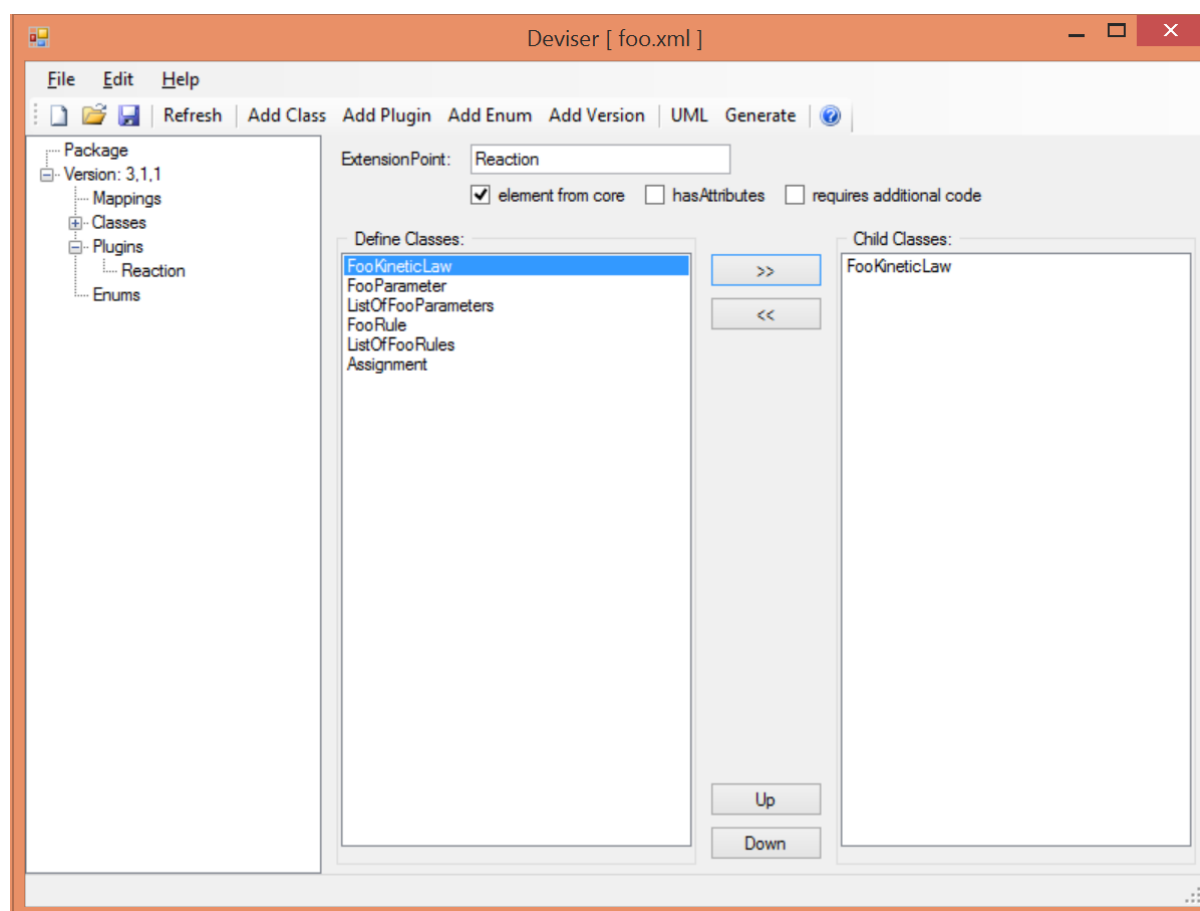 Deviser [ foo.xml ]
File Edit Help
Refresh Add Class Add Plugin Add Enum Add Version UML Generate
Package
Version: 3,1,1
Mappings
Classes
Plugins
Reaction
Enums
ExtensionPoint: Reaction
element from core hasAttributes requires additional code
Define Classes:
FooKineticLaw
FooParameter
ListOfFooParameters
FooRule
ListOfFooRules
Assignment
>>
<<
Up
Down
Child Classes:
FooKineticLaw